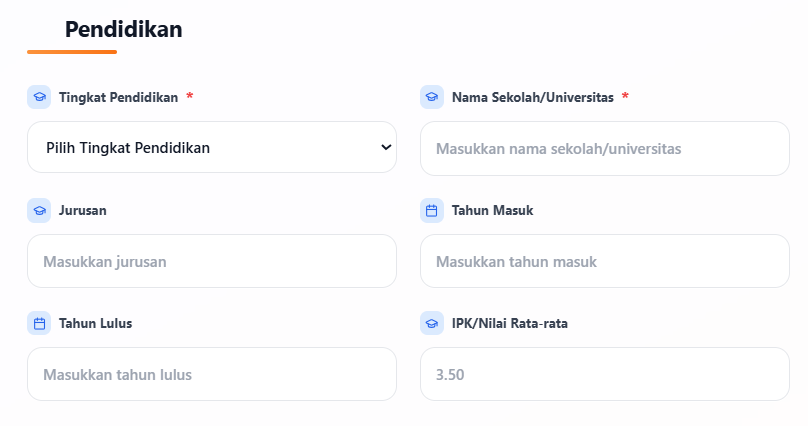 Pendidikan
Tingkat Pendidikan *
Nama Sekolah/Universitas *
Pilih Tingkat Pendidikan
Masukkan nama sekolah/universitas
Jurusan
Tahun Masuk
Masukkan jurusan
Masukkan tahun masuk
Tahun Lulus
IPK/Nilai Rata-rata
Masukkan tahun lulus
3.50